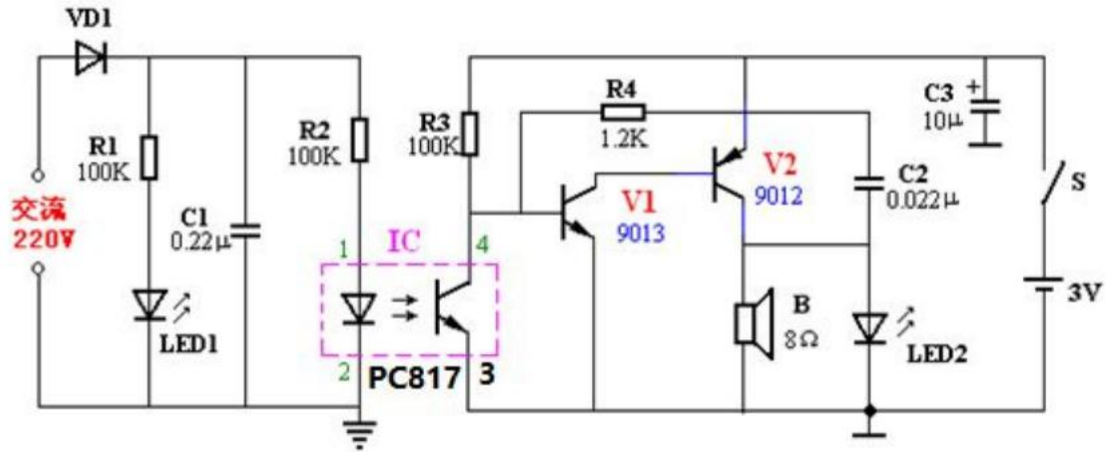 VD1
R1
100K
交流
220V
C1
0.22μ
LED1
R2
100K
R3
100K
IC
1
4
2
PC817
3
R4
1.2K
V1
9013
V2
9012
C3
+
10μ
C2
0.022μ
S
3V
B
8Ω
LED2